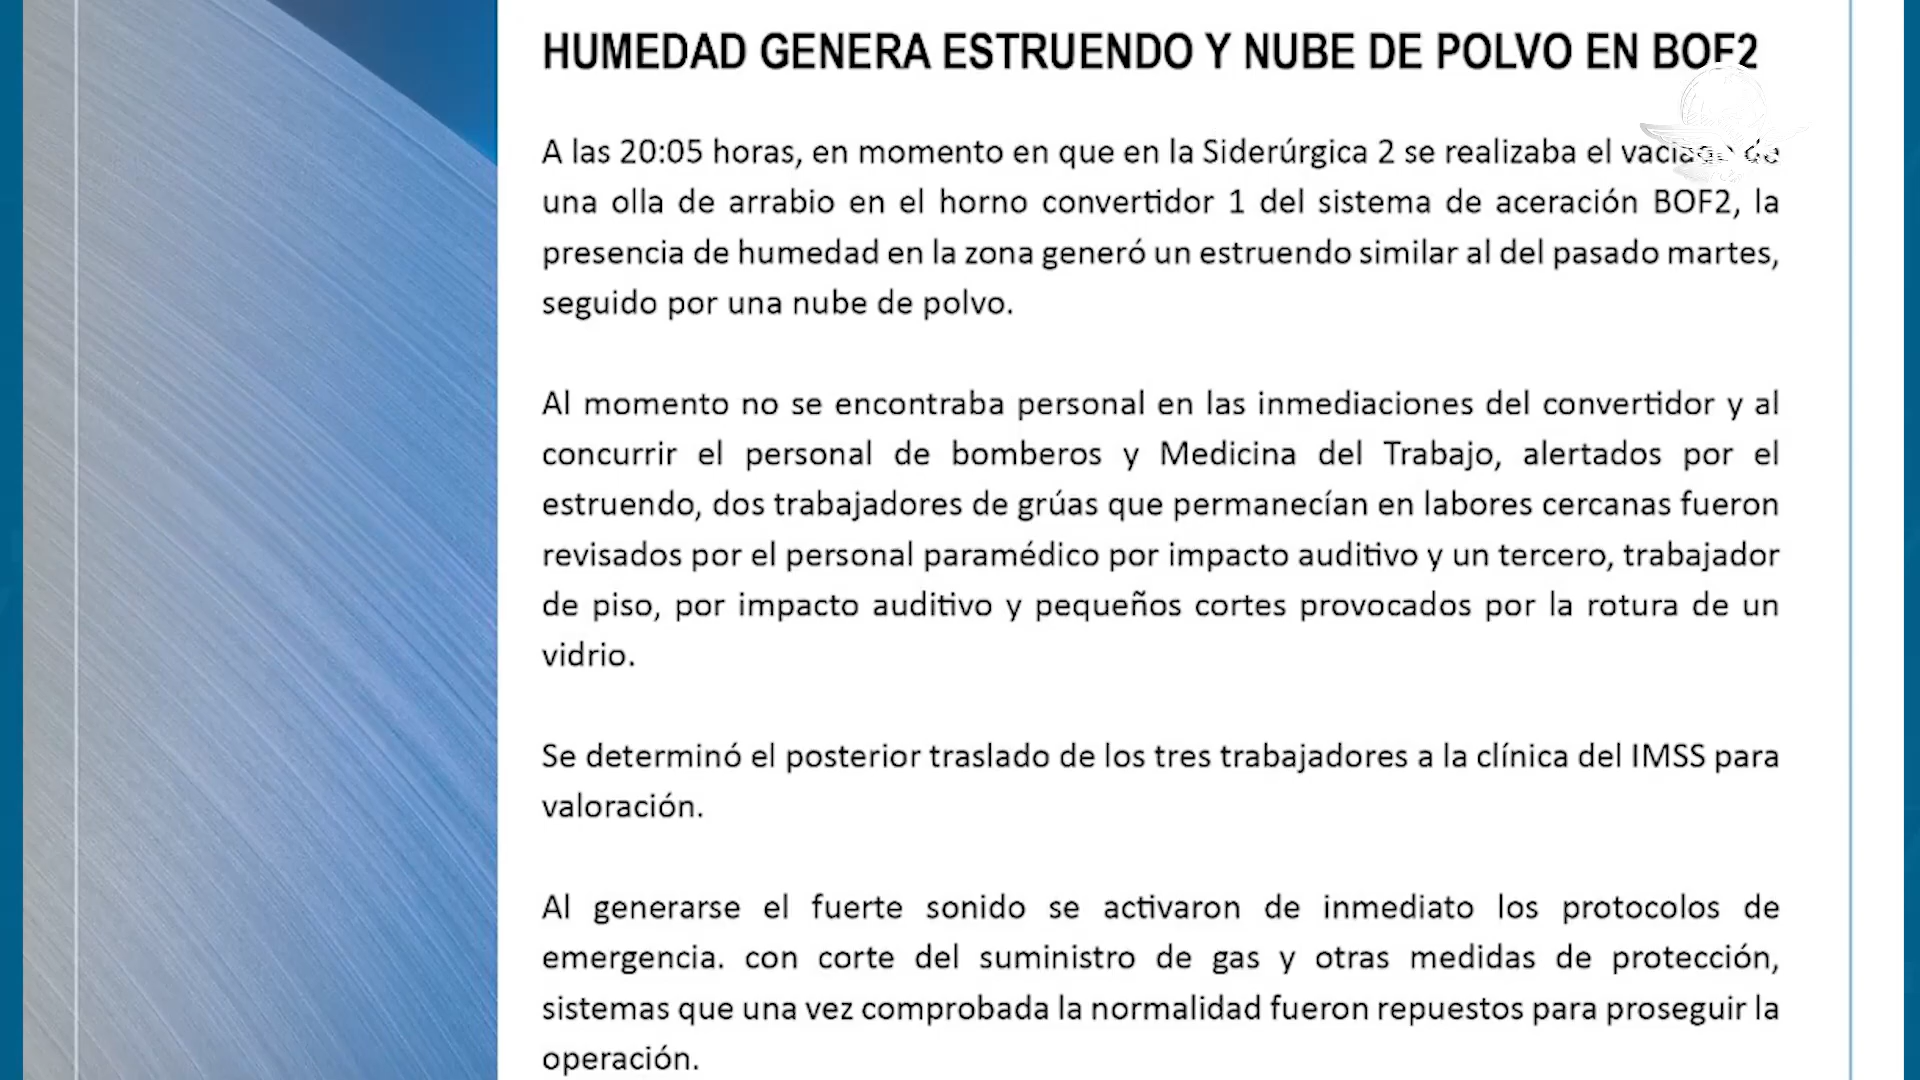 HUMEDAD GENERA ESTRUENDO Y NUBE DE POLVO EN BOF2
A las 20:05 horas, en momento en que en la Siderúrgica 2 se realizaba el vaciado de
una olla de arrabio en el horno convertidor 1 del sistema de aceración BOF2, la
presencia de humedad en la zona generó un estruendo similar al del pasado martes,
seguido por una nube de polvo.
Al momento no se encontraba personal en las inmediaciones del convertidor y al
concurrir el personal de bomberos y Medicina del Trabajo, alertados por el
estruendo, dos trabajadores de grúas que permanecían en labores cercanas fueron
revisados por el personal paramédico por impacto auditivo y un tercero, trabajador
de piso, por impacto auditivo y pequeños cortes provocados por la rotura de un
vidrio.
Se determinó el posterior traslado de los tres trabajadores a la clínica del IMSS para
valoración.
Al generarse el fuerte sonido se activaron de inmediato los protocolos de
emergencia. con corte del suministro de gas y otras medidas de protección,
sistemas que una vez comprobada la normalidad fueron repuestos para proseguir la
operación.